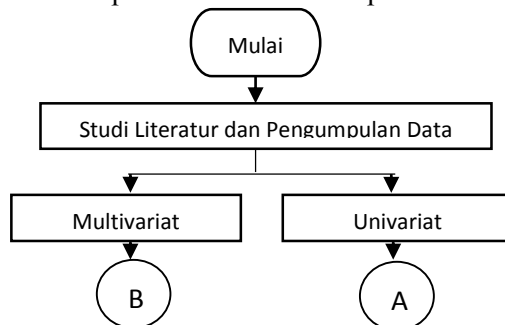 Mulai
Studi Literatur dan Pengumpulan Data
Multivariat
Univariat
B
A